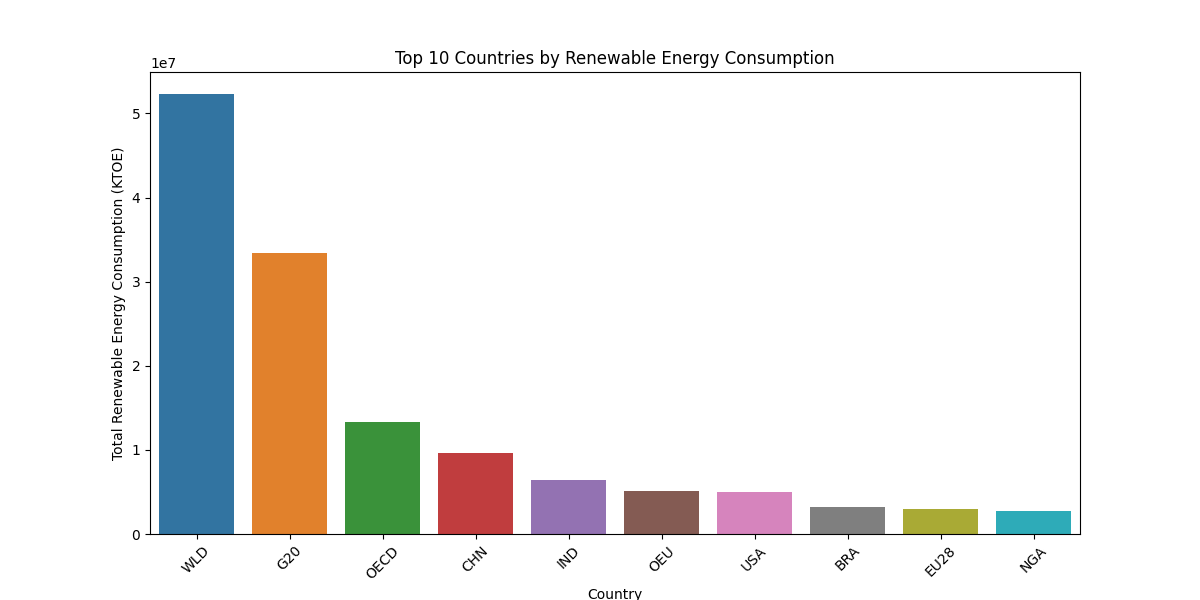 Top 10 Countries by Renewable Energy Consumption
1e7
Total Renewable Energy Consumption (KTOE)
5
4
3
2
1
0
WLD
G20
OECD
CHN
IND
OEU
USA
BRA
EU28
NGA
Country